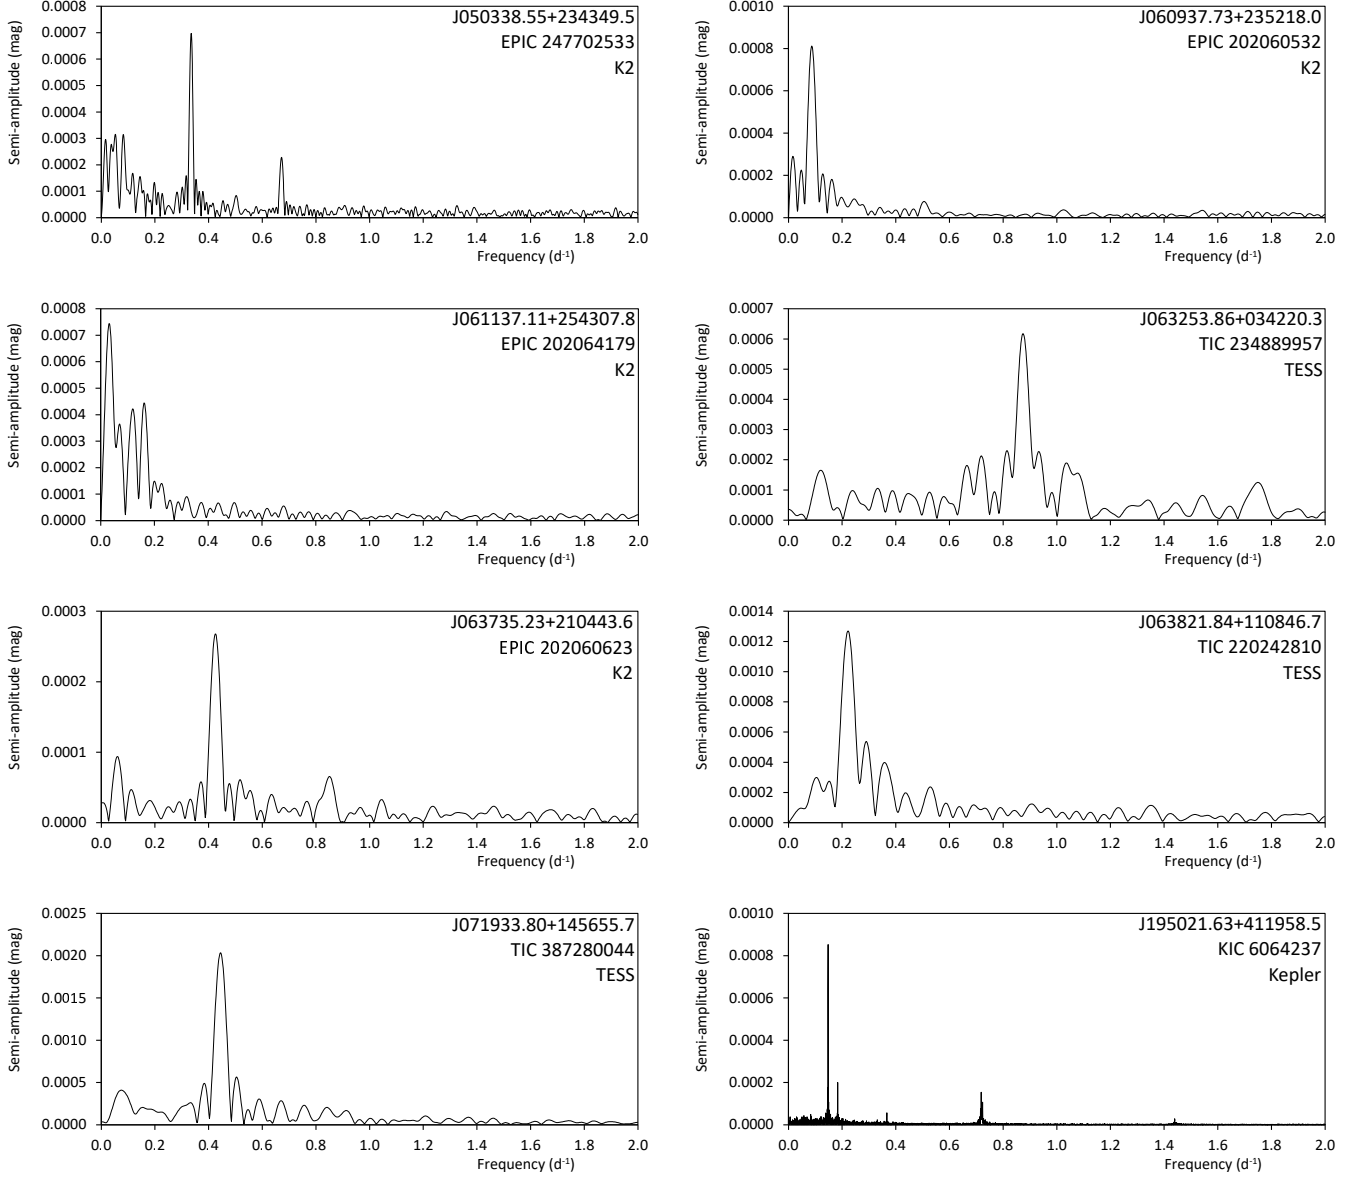 J050338.55+234349.5
EPIC 247702533
K2
Semi-amplitude (mag)
0.0008
0.0007
0.0006
0.0005
0.0004
0.0003
0.0002
0.0001
0.0000
0.0 0.2 0.4 0.6 0.8 1.0 1.2 1.4 1.6 1.8 2.0
Frequency (d-1)
J060937.73+235218.0
EPIC 202060532
K2
Semi-amplitude (mag)
0.0010
0.0008
0.0006
0.0004
0.0002
0.0000
0.0 0.2 0.4 0.6 0.8 1.0 1.2 1.4 1.6 1.8 2.0
Frequency (d-1)
J061137.11+254307.8
EPIC 202064179
K2
Semi-amplitude (mag)
0.0008
0.0007
0.0006
0.0005
0.0004
0.0003
0.0002
0.0001
0.0000
0.0 0.2 0.4 0.6 0.8 1.0 1.2 1.4 1.6 1.8 2.0
Frequency (d-1)
J063253.86+034220.3
TIC 234889957
TESS
Semi-amplitude (mag)
0.0007
0.0006
0.0005
0.0004
0.0003
0.0002
0.0001
0.0000
0.0 0.2 0.4 0.6 0.8 1.0 1.2 1.4 1.6 1.8 2.0
Frequency (d-1)
J063735.23+210443.6
EPIC 202060623
K2
Semi-amplitude (mag)
0.0003
0.0002
0.0001
0.0000
0.0 0.2 0.4 0.6 0.8 1.0 1.2 1.4 1.6 1.8 2.0
Frequency (d-1)
J063821.84+110846.7
TIC 220242810
TESS
Semi-amplitude (mag)
0.0014
0.0012
0.0010
0.0008
0.0006
0.0004
0.0002
0.0000
0.0 0.2 0.4 0.6 0.8 1.0 1.2 1.4 1.6 1.8 2.0
Frequency (d-1)
J071933.80+145655.7
TIC 387280044
TESS
Semi-amplitude (mag)
0.0025
0.0020
0.0015
0.0010
0.0005
0.0000
0.0 0.2 0.4 0.6 0.8 1.0 1.2 1.4 1.6 1.8 2.0
Frequency (d-1)
J195021.63+411958.5
KIC 6064237
Kepler
Semi-amplitude (mag)
0.0010
0.0008
0.0006
0.0004
0.0002
0.0000
0.0 0.2 0.4 0.6 0.8 1.0 1.2 1.4 1.6 1.8 2.0
Frequency (d-1)